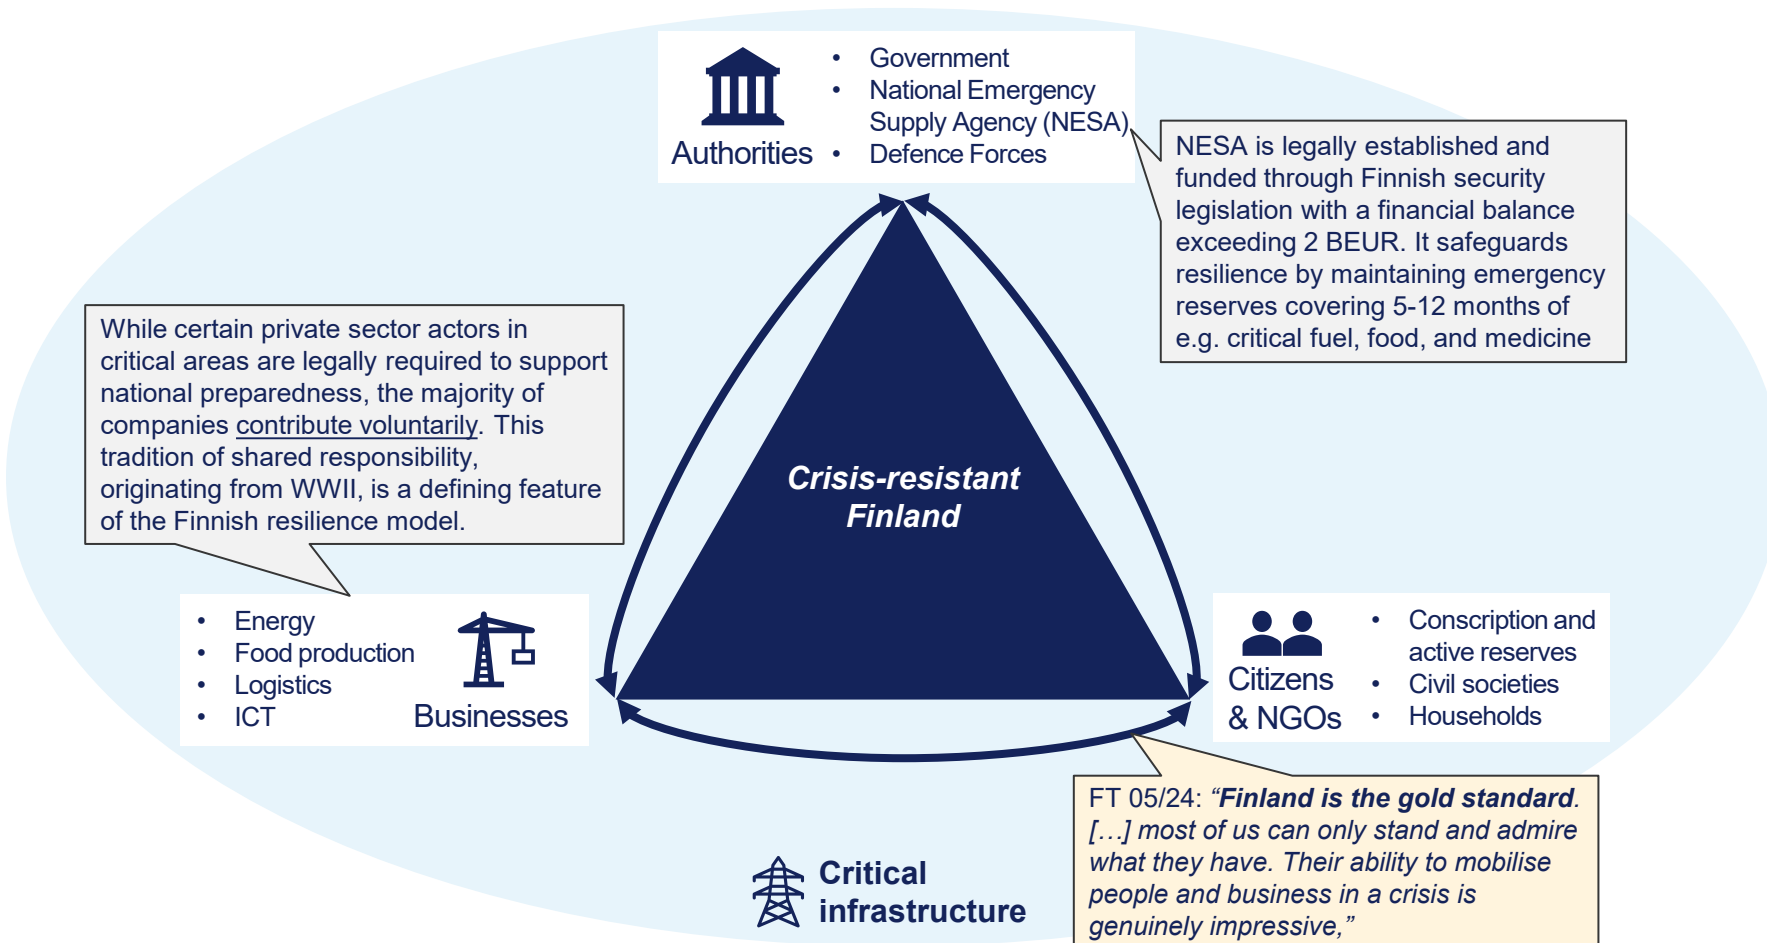 Authorities
• Government
• National Emergency
Supply Agency (NESA)
• Defence Forces
NESA is legally established and
funded through Finnish security
legislation with a financial balance
exceeding 2 BEUR. It safeguards
resilience by maintaining emergency
reserves covering 5-12 months of
e.g. critical fuel, food, and medicine
While certain private sector actors in
critical areas are legally required to support
national preparedness, the majority of
companies contribute voluntarily. This
tradition of shared responsibility,
originating from WWII, is a defining feature
of the Finnish resilience model.
Crisis-resistant
Finland
• Energy
• Food production
• Logistics
• ICT
Businesses
Citizens
& NGOs
• Conscription and
active reserves
• Civil societies
• Households
FT 05/24: “Finland is the gold standard.
[…] most of us can only stand and admire
what they have. Their ability to mobilise
people and business in a crisis is
genuinely impressive,”
Critical
infrastructure